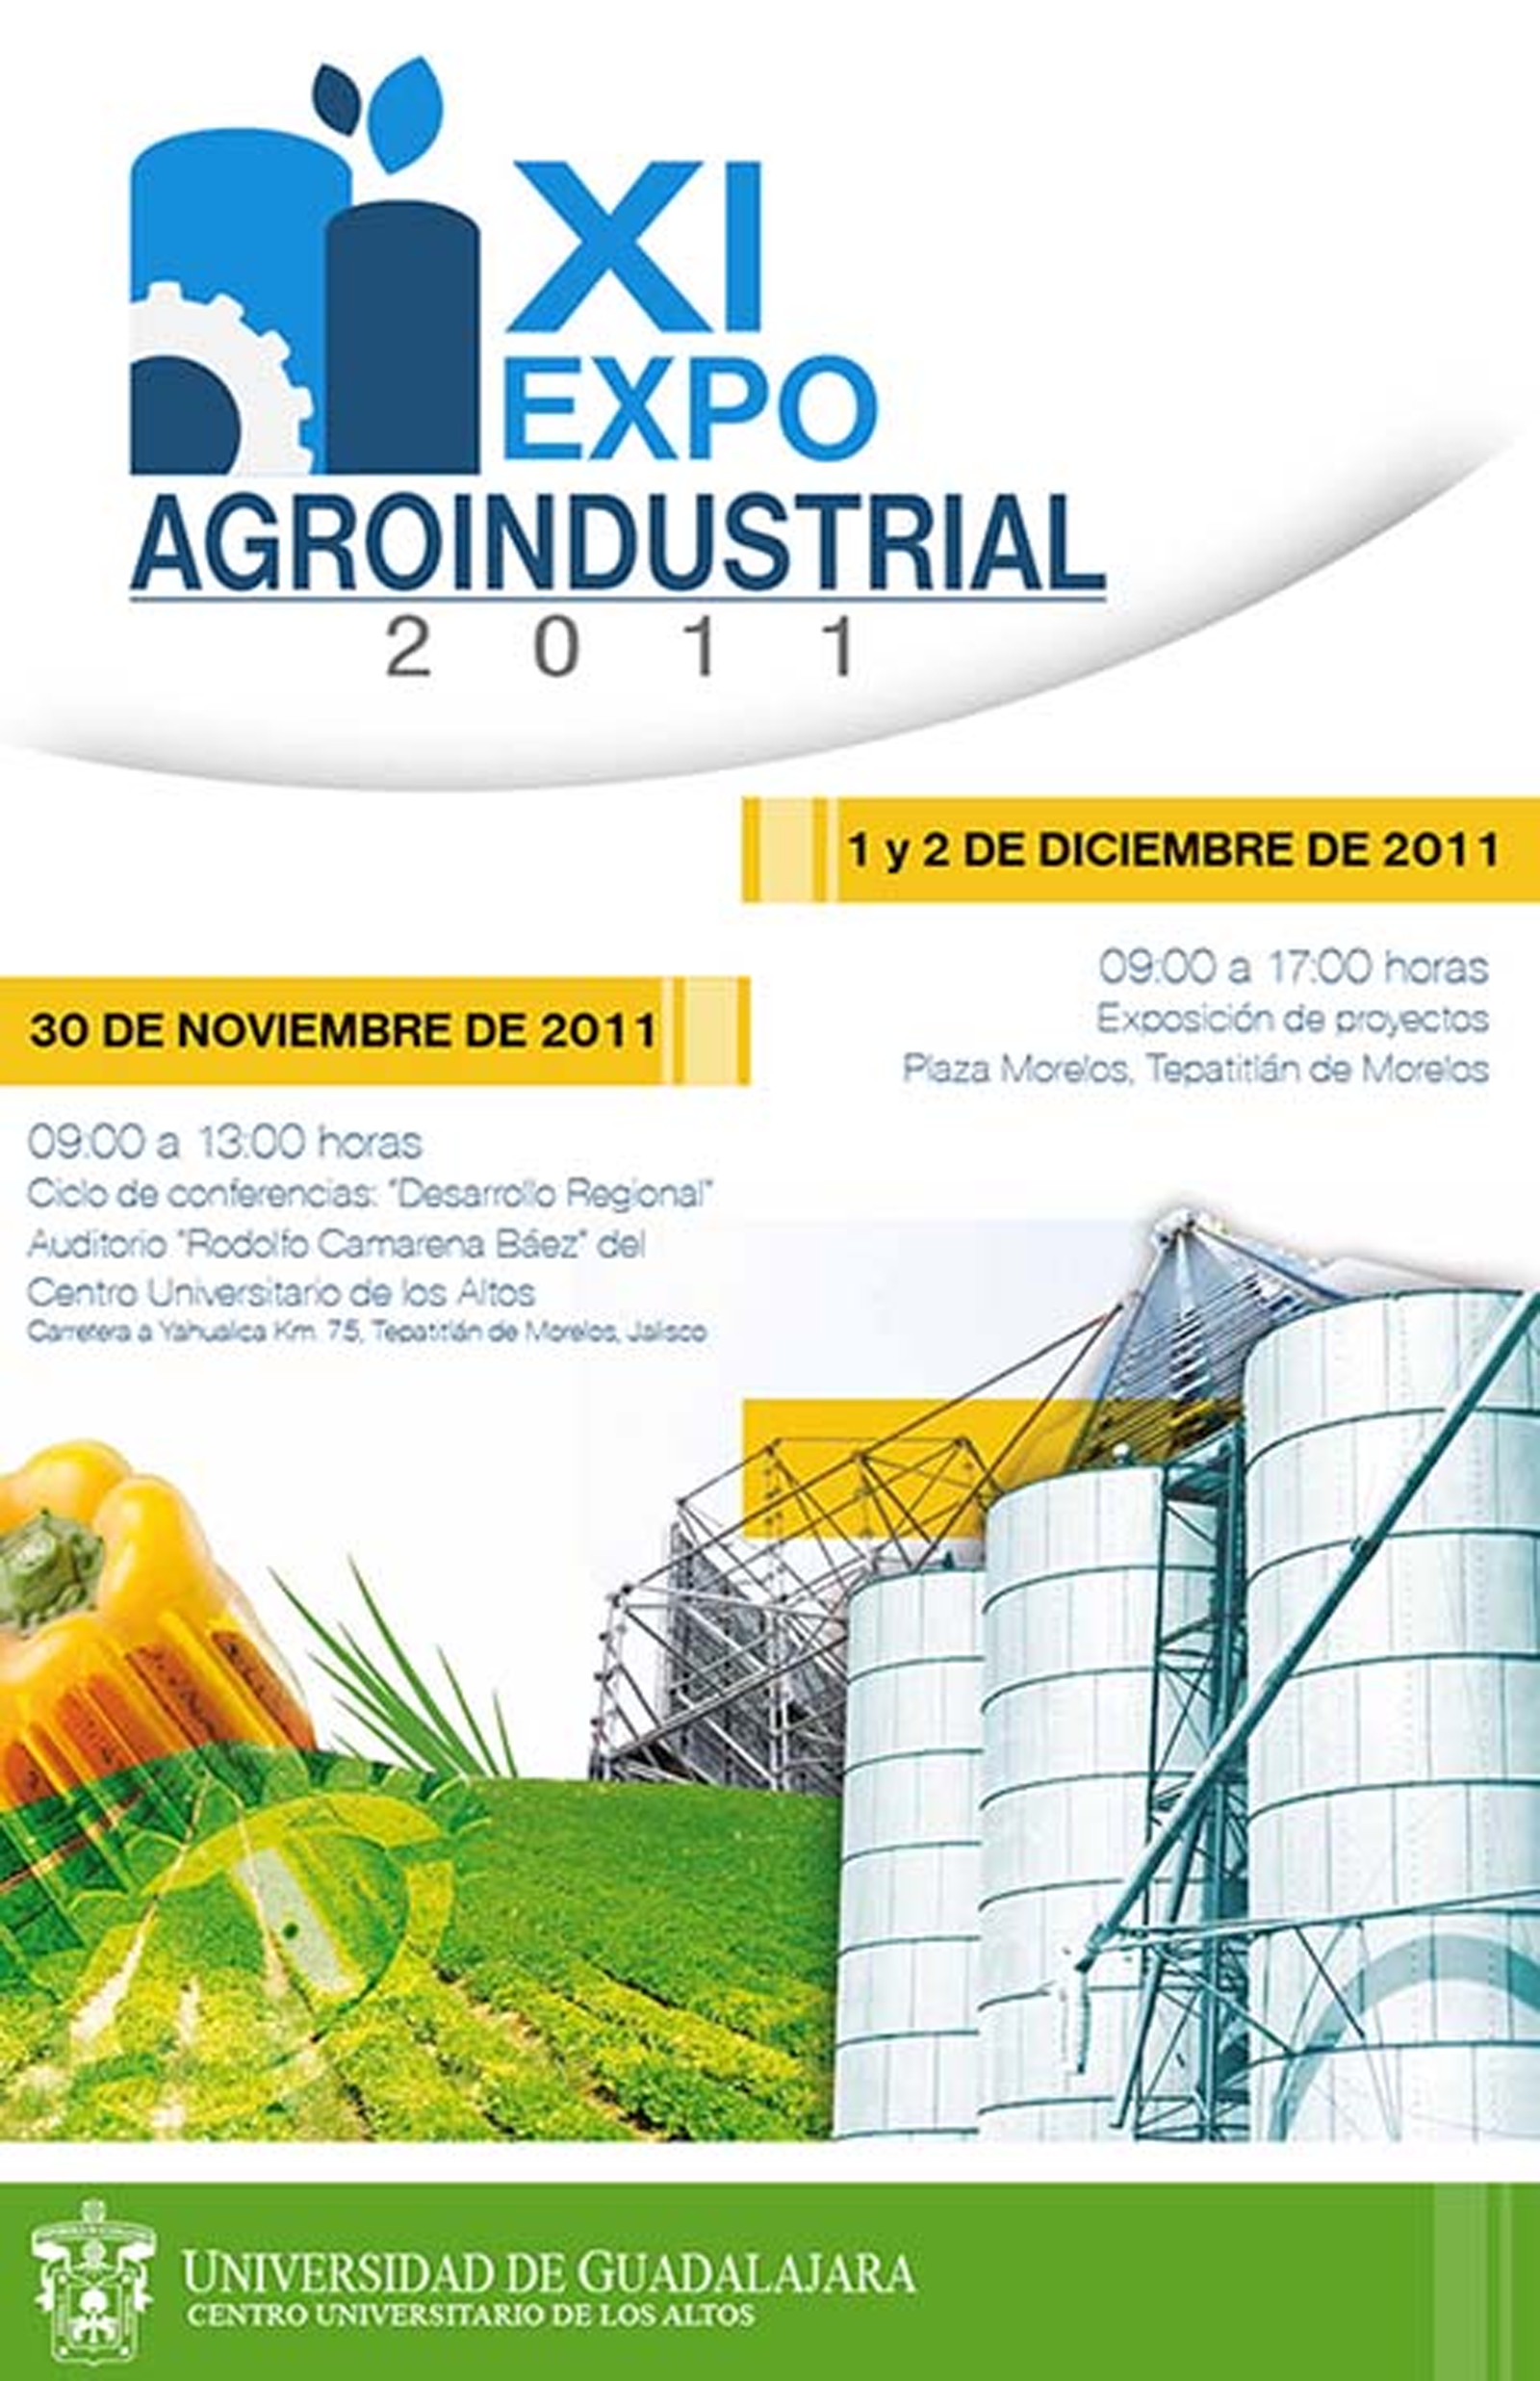 XI
EXPO
AGROINDUSTRIAL
2011
1 y 2 DE DICIEMBRE DE 2011
09:00 a 17:00 horas
Exposición de proyectos
Plaza Morelos, Tepatitlán de Morelos
30 DE NOVIEMBRE DE 2011
09:00 a 13:00 horas
Ciclo de conferencias: "Desarrollo Regional"
Auditorio "Rodolfo Camarena Báez" del
Centro Universitario de los Altos
Carretera a Yahualica Km. 7.5, Tepatitlán de Morelos, Jalisco
UNIVERSIDAD DE GUADALAJARA
CENTRO UNIVERSITARIO DE LOS ALTOS